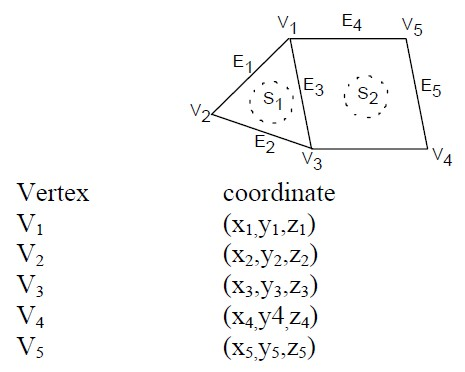 V₁ E₄ V₅
E₁
E₃ E₅
S₁ S₂
V₂
E₂
V₃ V₄
Vertex coordinate
V₁ (x₁,y₁,z₁)
V₂ (x₂,y₂,z₂)
V₃ (x₃,y₃,z₃)
V₄ (x₄,y4,z₄)
V₅ (x₅,y₅,z₅)